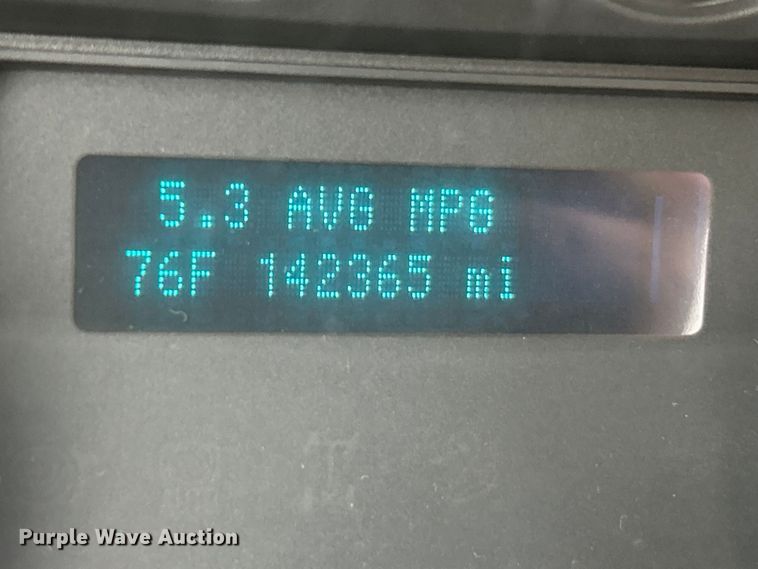 5.3 AVG MPG
76F 142365 mi
Purple Wave Auction